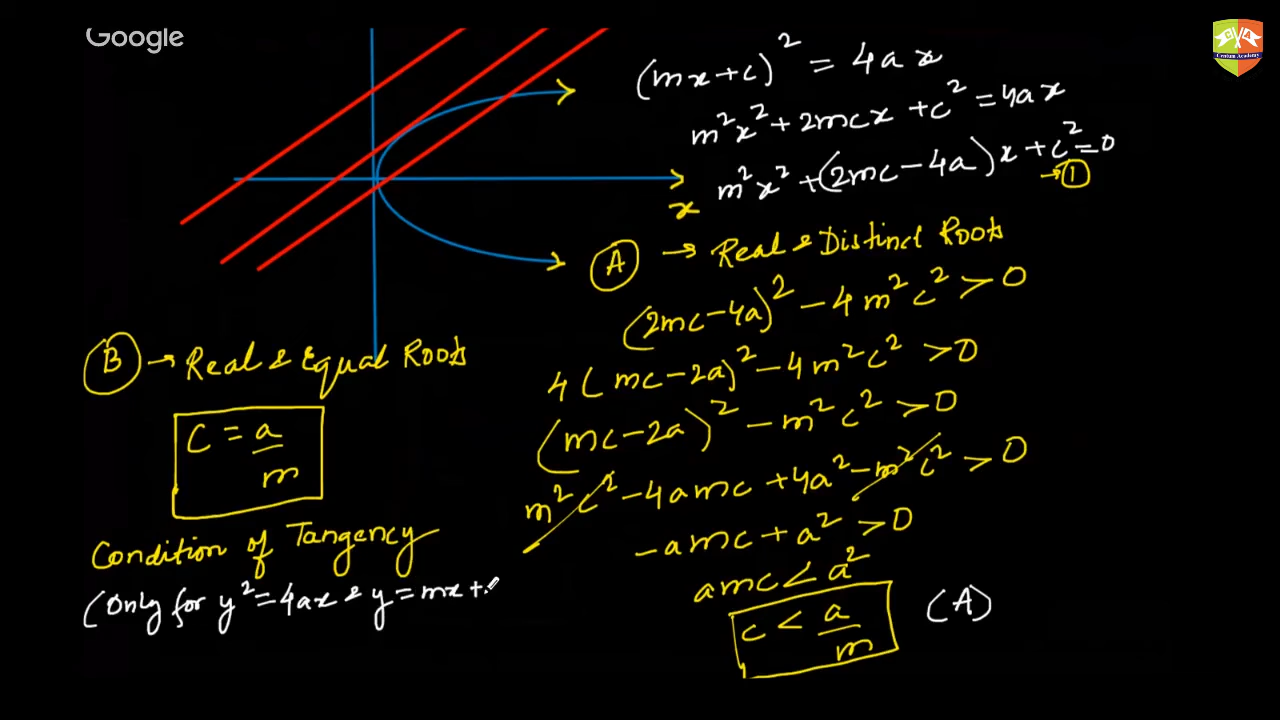 Google
Centum Academy
(mx+c)² = 4ax
m²x² + 2mcx + c² = 4ax
m²x² + (2mc – 4a)x + c² = 0
→ ①
x
Ⓐ → Real & Distinct Roots
(2mc – 4a)² – 4m²c² > 0
4(mc – 2a)² – 4m²c² > 0
(mc – 2a)² – m²c² > 0
m²c² – 4amc + 4a² – m²c² > 0
– amc + a² > 0
amc < a²
c < a/m (A)
Ⓑ → Real & Equal Roots
C = a/m
Condition of Tangency
(Only for y² = 4ax & y = mx +